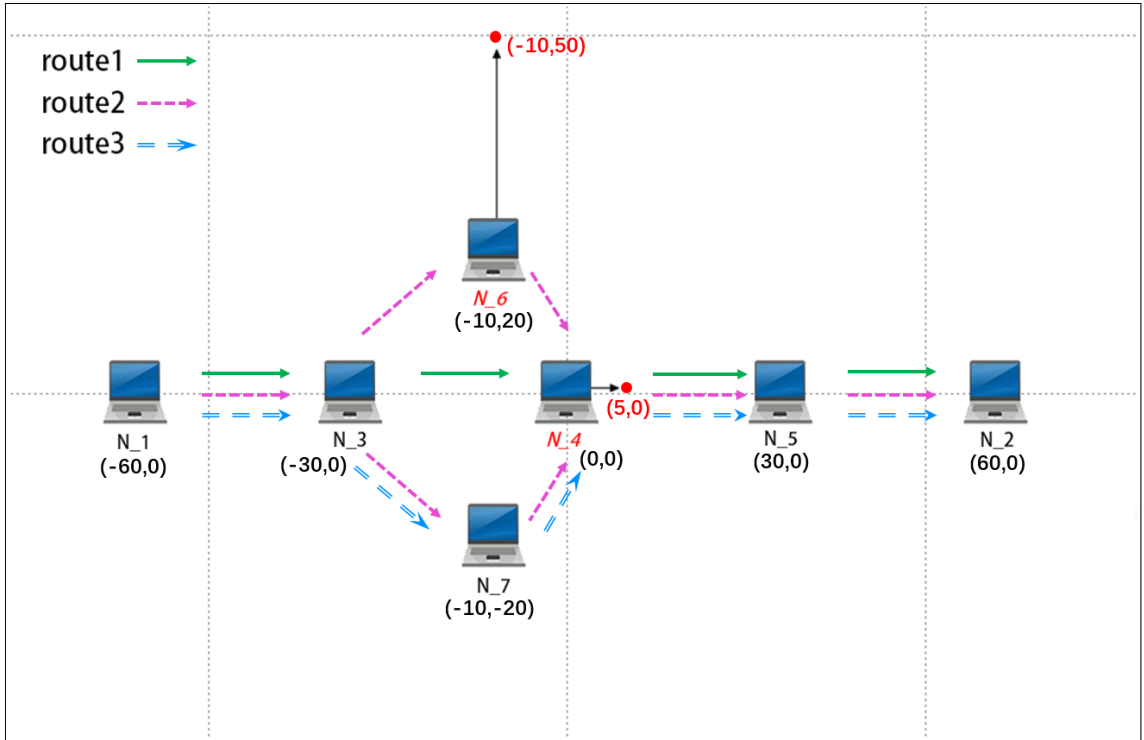 (-10,50)
route1
route2
route3
N_6
(-10,20)
(5,0)
N_1
(-60,0)
N_3
(-30,0)
N_4
(0,0)
N_5
(30,0)
N_2
(60,0)
N_7
(-10,-20)